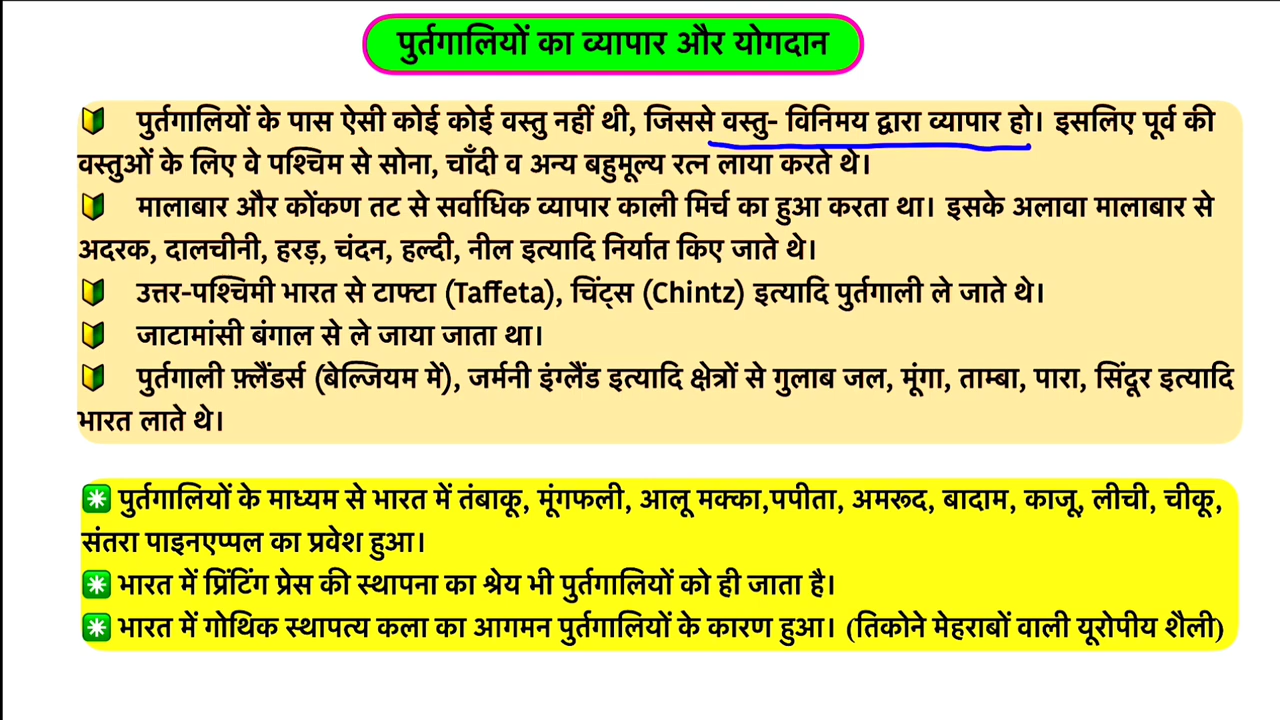 पुर्तगालियों का व्यापार और योगदान
पुर्तगालियों के पास ऐसी कोई कोई वस्तु नहीं थी, जिससे वस्तु- विनिमय द्वारा व्यापार हो। इसलिए पूर्व की
वस्तुओं के लिए वे पश्चिम से सोना, चाँदी व अन्य बहुमूल्य रत्न लाया करते थे।
मालाबार और कोंकण तट से सर्वाधिक व्यापार काली मिर्च का हुआ करता था। इसके अलावा मालाबार से
अदरक, दालचीनी, हरड़, चंदन, हल्दी, नील इत्यादि निर्यात किए जाते थे।
उत्तर-पश्चिमी भारत से टाफ्टा (Taffeta), चिंट्स (Chintz) इत्यादि पुर्तगाली ले जाते थे।
जाटामांसी बंगाल से ले जाया जाता था।
पुर्तगाली फ़्लैंडर्स (बेल्जियम में), जर्मनी इंग्लैंड इत्यादि क्षेत्रों से गुलाब जल, मूंगा, ताम्बा, पारा, सिंदूर इत्यादि
भारत लाते थे।
पुर्तगालियों के माध्यम से भारत में तंबाकू, मूंगफली, आलू मक्का,पपीता, अमरूद, बादाम, काजू, लीची, चीकू,
संतरा पाइनएप्पल का प्रवेश हुआ।
भारत में प्रिंटिंग प्रेस की स्थापना का श्रेय भी पुर्तगालियों को ही जाता है।
भारत में गोथिक स्थापत्य कला का आगमन पुर्तगालियों के कारण हुआ। (तिकोने मेहराबों वाली यूरोपीय शैली)